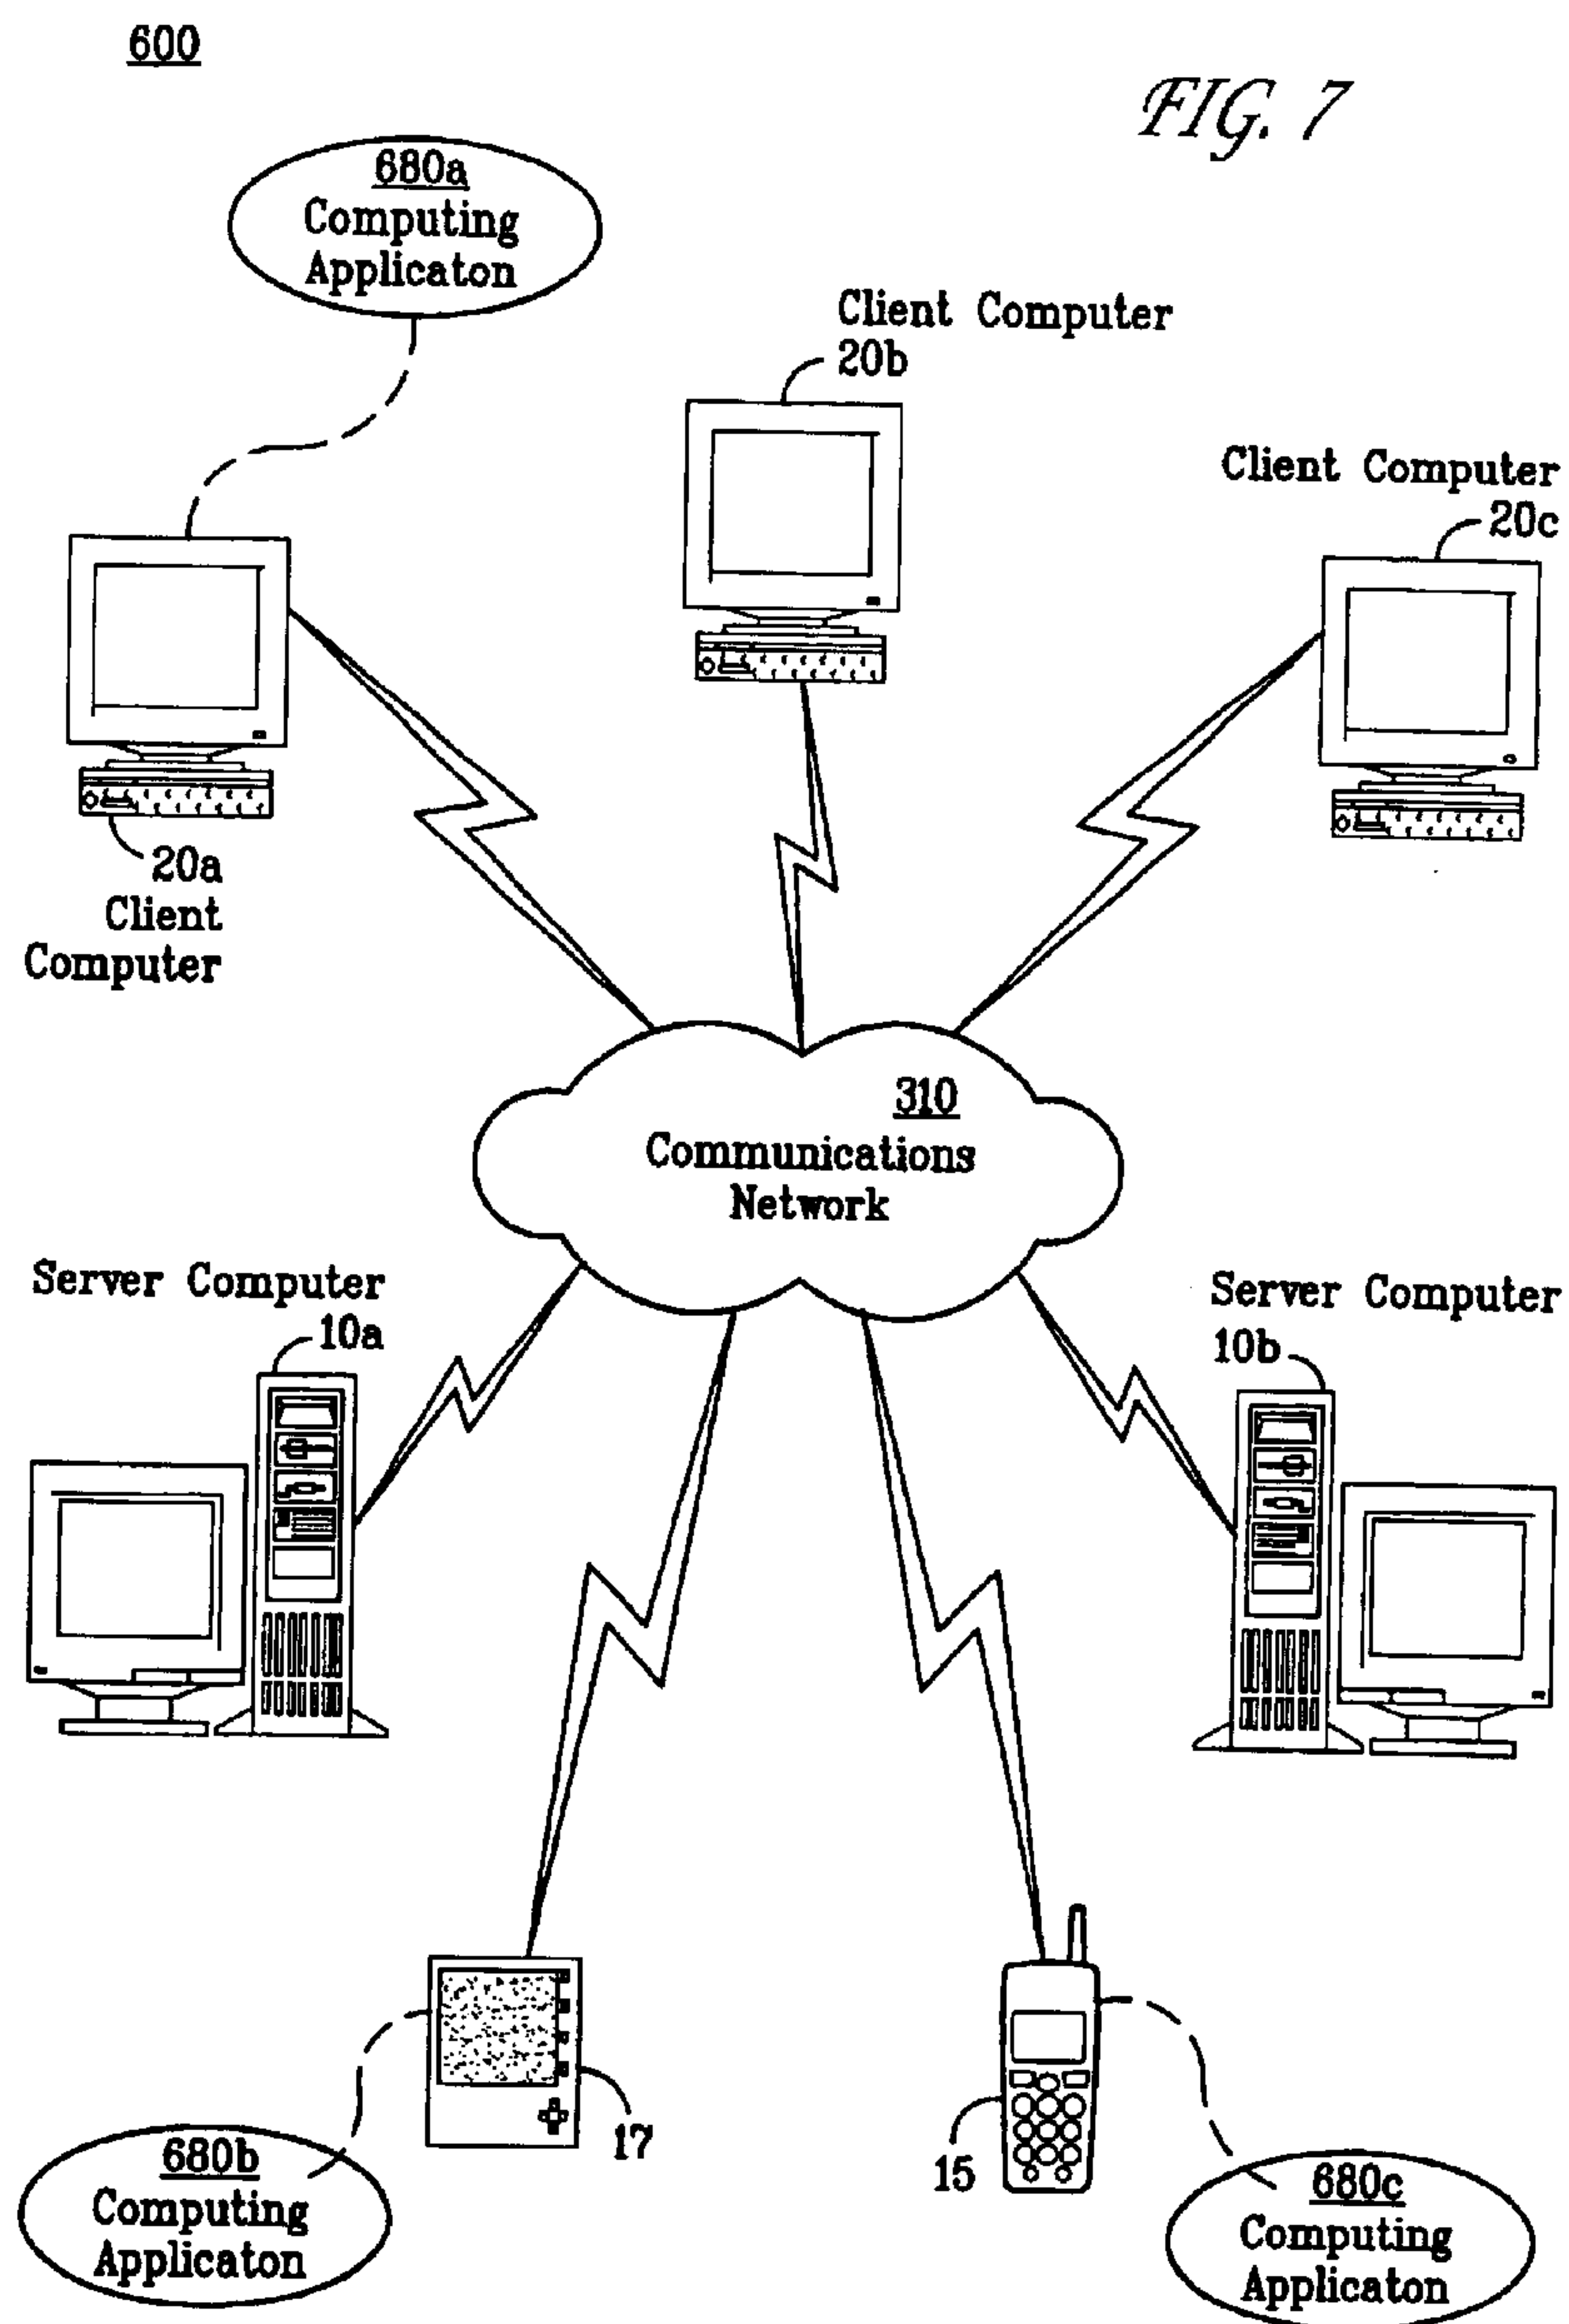 600
FIG. 7
680a
Computing
Applicaton
Client Computer
20b
Client Computer
20c
20a
Client
Computer
310
Communications
Network
Server Computer
10a
Server Computer
10b
17
15
680b
Computing
Applicaton
680c
Computing
Applicaton